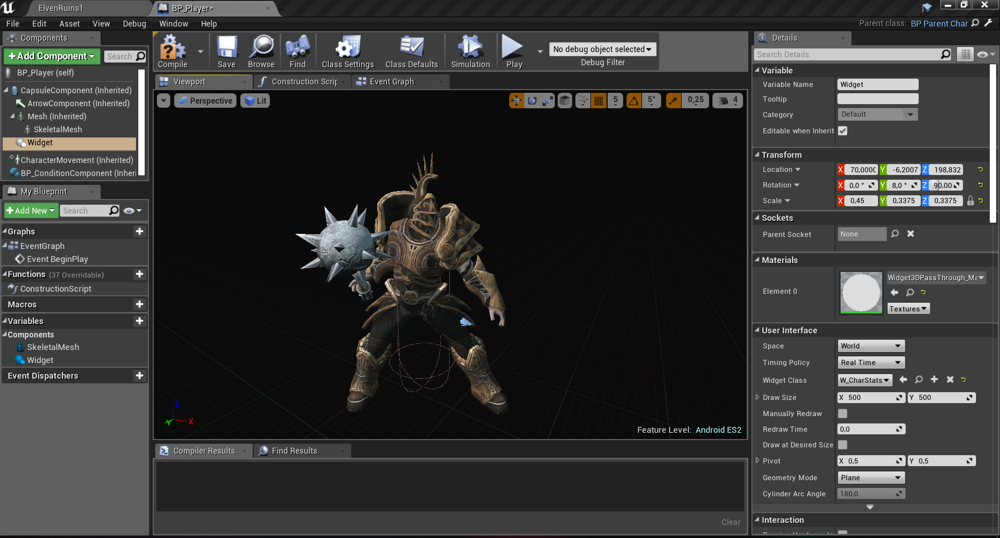 ElvenRuins1
BP_Player*
File Edit Asset View Debug Window Help
Parent class: BP Parent Char
Components
Add Component
Search
BP_Player (self)
CapsuleComponent (Inherited)
ArrowComponent (Inherited)
Mesh (Inherited)
SkeletalMesh
Widget
CharacterMovement (Inherited)
BP_ConditionComponent (Inheri
My Blueprint
Add New
Search
Graphs
EventGraph
Event BeginPlay
Functions (37 Overridable)
ConstructionScript
Macros
Variables
Components
SkeletalMesh
Widget
Event Dispatchers
Compile
Save
Browse
Find
Class Settings
Class Defaults
Simulation
Play
No debug object selected
Debug Filter
Viewport
Construction Scrip
Event Graph
Perspective
Lit
5
5°
0,25
4
Z
X
Y
Feature Level: Android ES2
Compiler Results
Find Results
Clear
Details
Search Details
Variable
Variable Name Widget
Tooltip
Category Default
Editable when Inherit
Transform
Location X 70,0000 Y -6,2007 Z 198,832
Rotation X 0,0 ° Y 8,0 ° Z 90,00
Scale X 0,45 Y 0,3375 Z 0,3375
Sockets
Parent Socket None
Materials
Element 0
Widget3DPassThrough_Ma
Textures
User Interface
Space World
Timing Policy Real Time
Widget Class W_CharStats
Draw Size X 500 Y 500
Manually Redraw
Redraw Time 0,0
Draw at Desired Size
Pivot X 0,5 Y 0,5
Geometry Mode Plane
Cylinder Arc Angle 180,0
Interaction